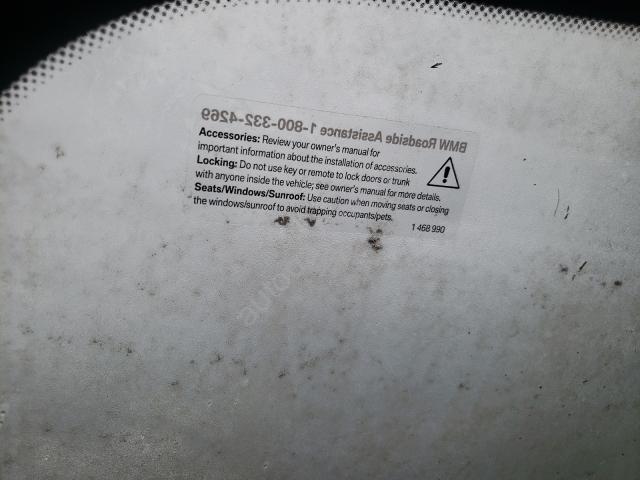 BMW Roadside Assistance 1-800-332-4269
Accessories: Review your owner's manual for
important information about the installation of accessories.
Locking: Do not use key or remote to lock doors or trunk
with anyone inside the vehicle; see owner's manual for more details.
Seats/Windows/Sunroof: Use caution when moving seats or closing
the windows/sunroof to avoid trapping occupants/pets.
1 468 990